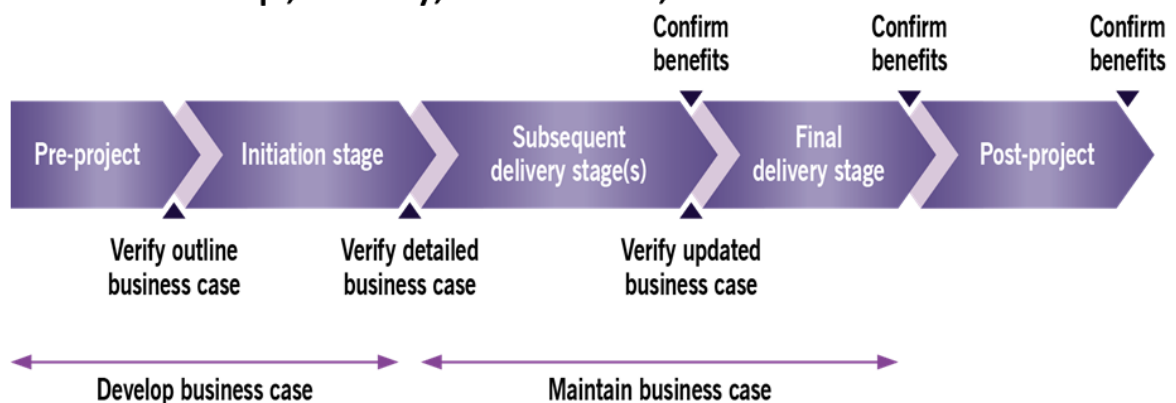 Confirm
benefits
Confirm
benefits
Confirm
benefits
Pre-project
Initiation stage
Subsequent
delivery stage(s)
Final
delivery stage
Post-project
Verify outline
business case
Verify detailed
business case
Verify updated
business case
Develop business case
Maintain business case